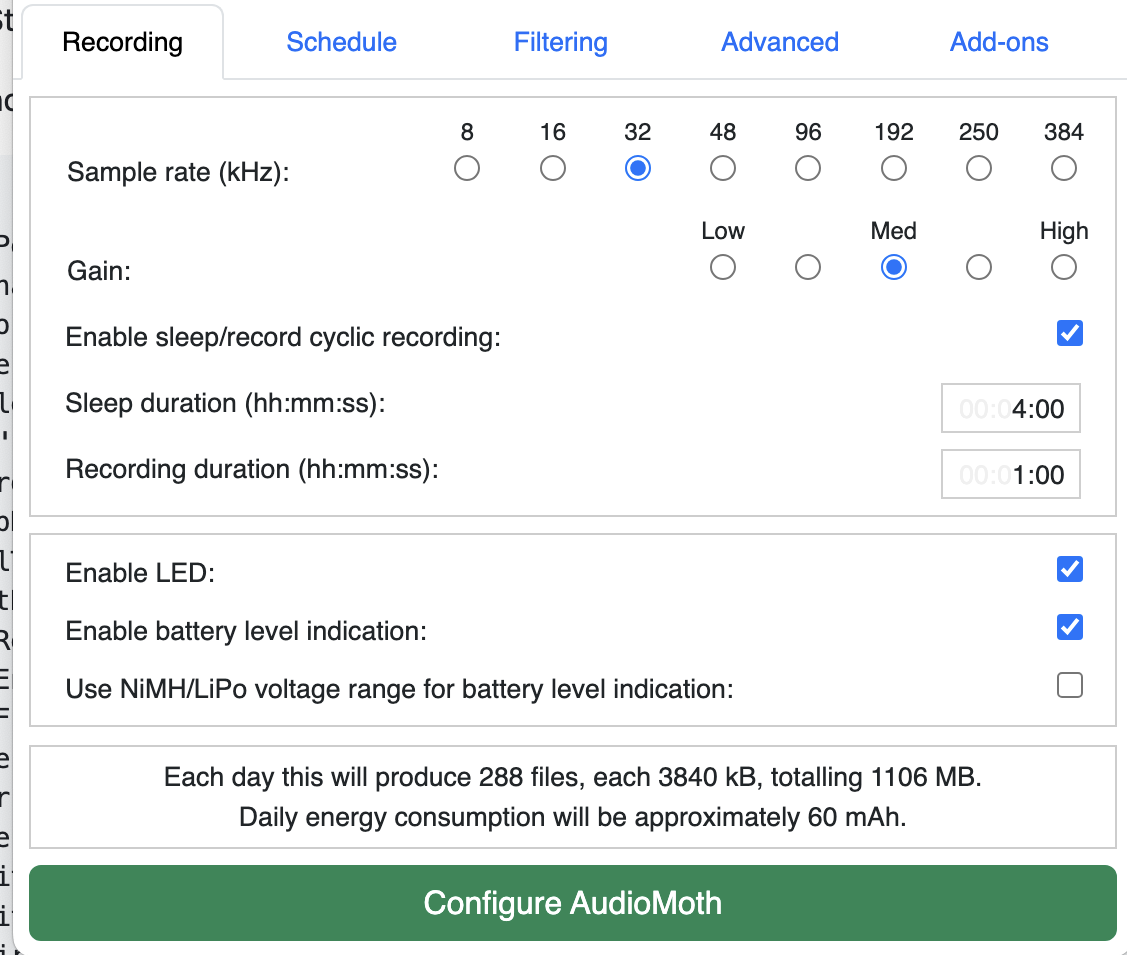 Recording Schedule Filtering Advanced Add-ons
8 16 32 48 96 192 250 384
Sample rate (kHz):
Low Med High
Gain:
Enable sleep/record cyclic recording:
Sleep duration (hh:mm:ss): 00:04:00
Recording duration (hh:mm:ss): 00:01:00
Enable LED:
Enable battery level indication:
Use NiMH/LiPo voltage range for battery level indication:
Each day this will produce 288 files, each 3840 kB, totalling 1106 MB.
Daily energy consumption will be approximately 60 mAh.
Configure AudioMoth